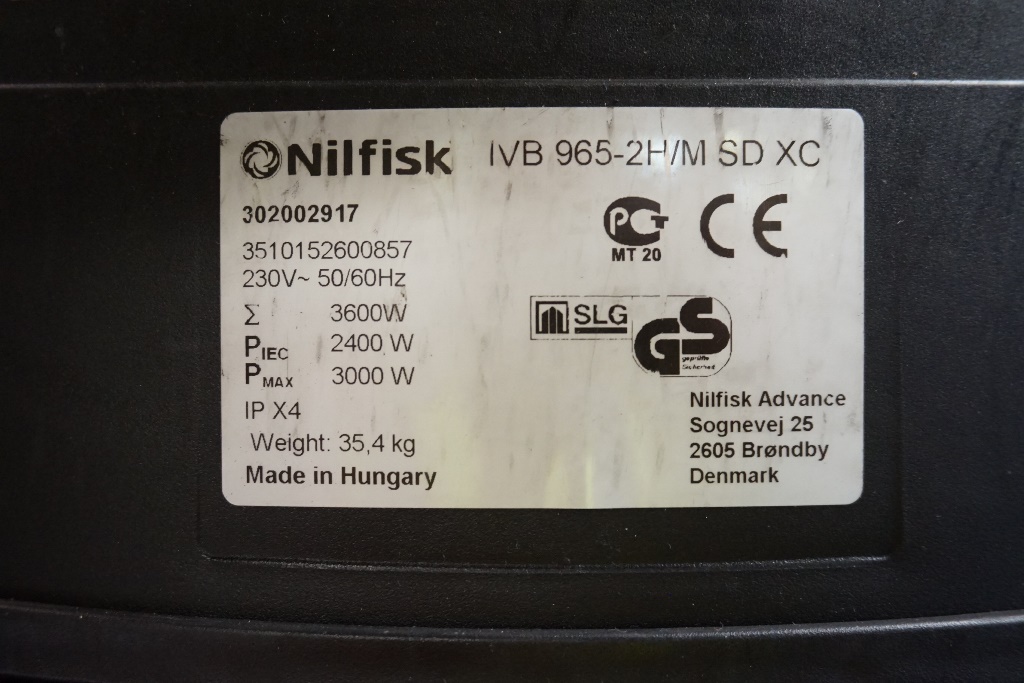 Nilfisk IVB 965-2H/M SD XC
302002917
3510152600857
230V~ 50/60Hz
Σ 3600W
PIEC 2400 W
PMAX 3000 W
IP X4
Weight: 35,4 kg
Made in Hungary
PCT CE
MT 20
SLG
GS
geprüfte
Sicherheit
Nilfisk Advance
Sognevej 25
2605 Brøndby
Denmark